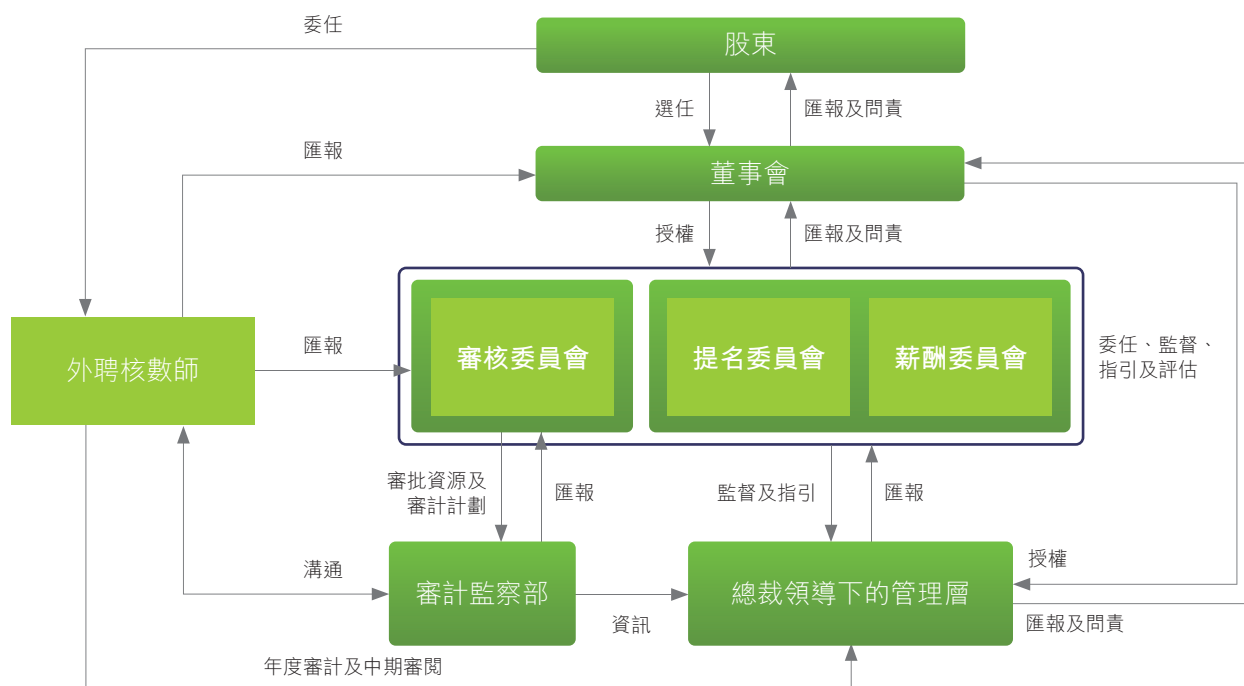 委任
股東
選任
匯報及問責
匯報
董事會
授權
匯報及問責
外聘核數師
匯報
審核委員會
提名委員會
薪酬委員會
委任、監督、
指引及評估
審批資源及
審計計劃
匯報
監督及指引
匯報
溝通
審計監察部
資訊
總裁領導下的管理層
授權
匯報及問責
年度審計及中期審閲